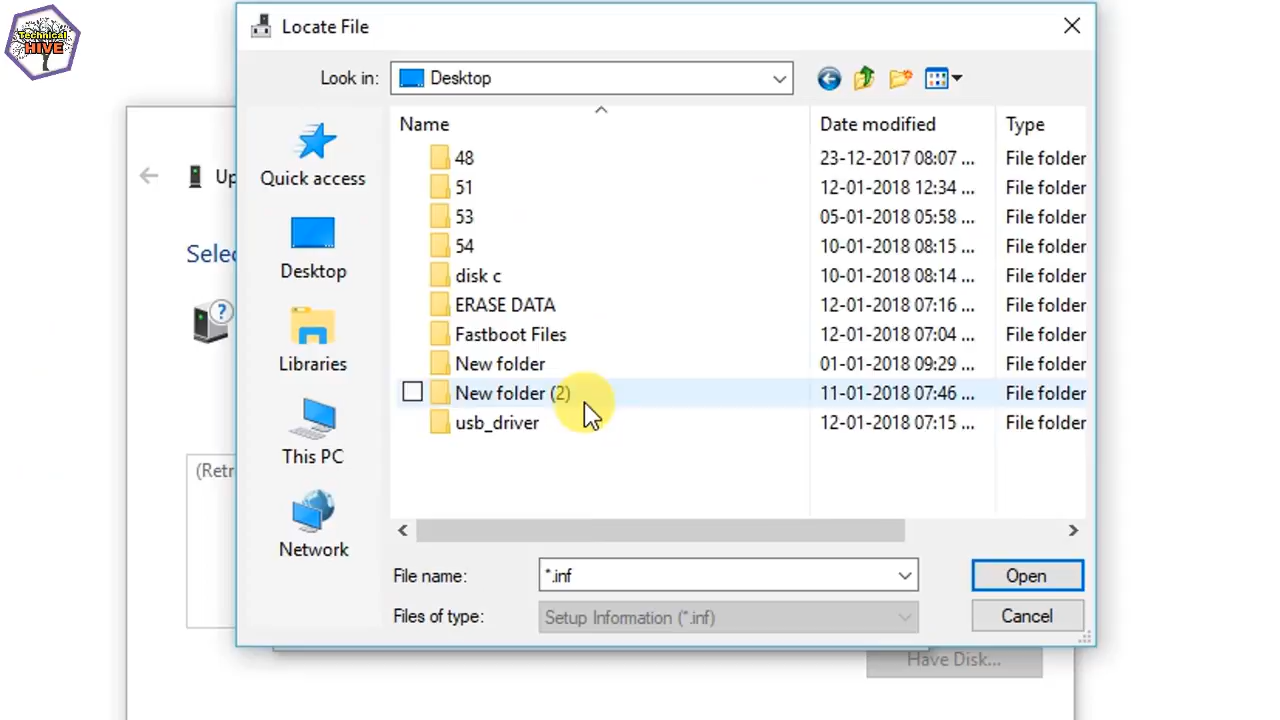 Technical
HIVE
Locate File
Look in:
Desktop
Name
Date modified
Type
48
23-12-2017 08:07 ...
File folder
51
12-01-2018 12:34 ...
File folder
53
05-01-2018 05:58 ...
File folder
54
10-01-2018 08:15 ...
File folder
disk c
10-01-2018 08:14 ...
File folder
ERASE DATA
12-01-2018 07:16 ...
File folder
Fastboot Files
12-01-2018 07:04 ...
File folder
New folder
01-01-2018 09:29 ...
File folder
New folder (2)
11-01-2018 07:46 ...
File folder
usb_driver
12-01-2018 07:15 ...
File folder
Quick access
Desktop
Libraries
This PC
Network
File name:
*.inf
Open
Files of type:
Setup Information (*.inf)
Cancel
Up
Selec
(Retr
Have Disk...